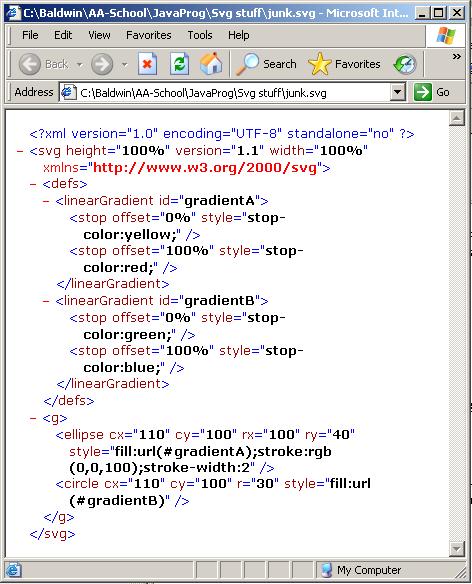 C:\Baldwin\AA-School\JavaProg\Svg stuff\junk.svg - Microsoft Int...
File Edit View Favorites Tools Help
Back Search Favorites
Address C:\Baldwin\AA-School\JavaProg\Svg stuff\junk.svg Go
<?xml version="1.0" encoding="UTF-8" standalone="no" ?>
- <svg height="100%" version="1.1" width="100%"
xmlns="http://www.w3.org/2000/svg">
- <defs>
- <linearGradient id="gradientA">
<stop offset="0%" style="stop-
color:yellow;" />
<stop offset="100%" style="stop-
color:red;" />
</linearGradient>
- <linearGradient id="gradientB">
<stop offset="0%" style="stop-
color:green;" />
<stop offset="100%" style="stop-
color:blue;" />
</linearGradient>
</defs>
- <g>
<ellipse cx="110" cy="100" rx="100" ry="40"
style="fill:url(#gradientA);stroke:rgb
(0,0,100);stroke-width:2" />
<circle cx="110" cy="100" r="30" style="fill:url
(#gradientB)" />
</g>
</svg>
My Computer